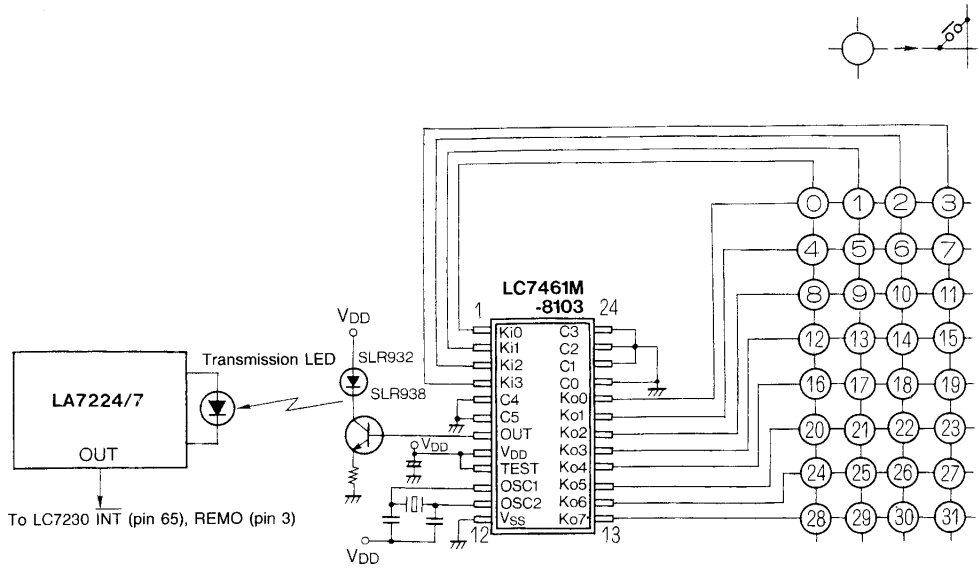 0 1 2 3
4 5 6 7
8 9 10 11
12 13 14 15
16 17 18 19
20 21 22 23
24 25 26 27
28 29 30 31
LC7461M
-8103
1
24
Ki0
Ki1
Ki2
Ki3
C4
C5
OUT
VDD
TEST
OSC1
OSC2
VSS
C3
C2
C1
C0
Ko0
Ko1
Ko2
Ko3
Ko4
Ko5
Ko6
Ko7
12
13
VDD
Transmission LED
SLR932
SLR938
VDD
VDD
LA7224/7
OUT
To LC7230 INT (pin 65), REMO (pin 3)